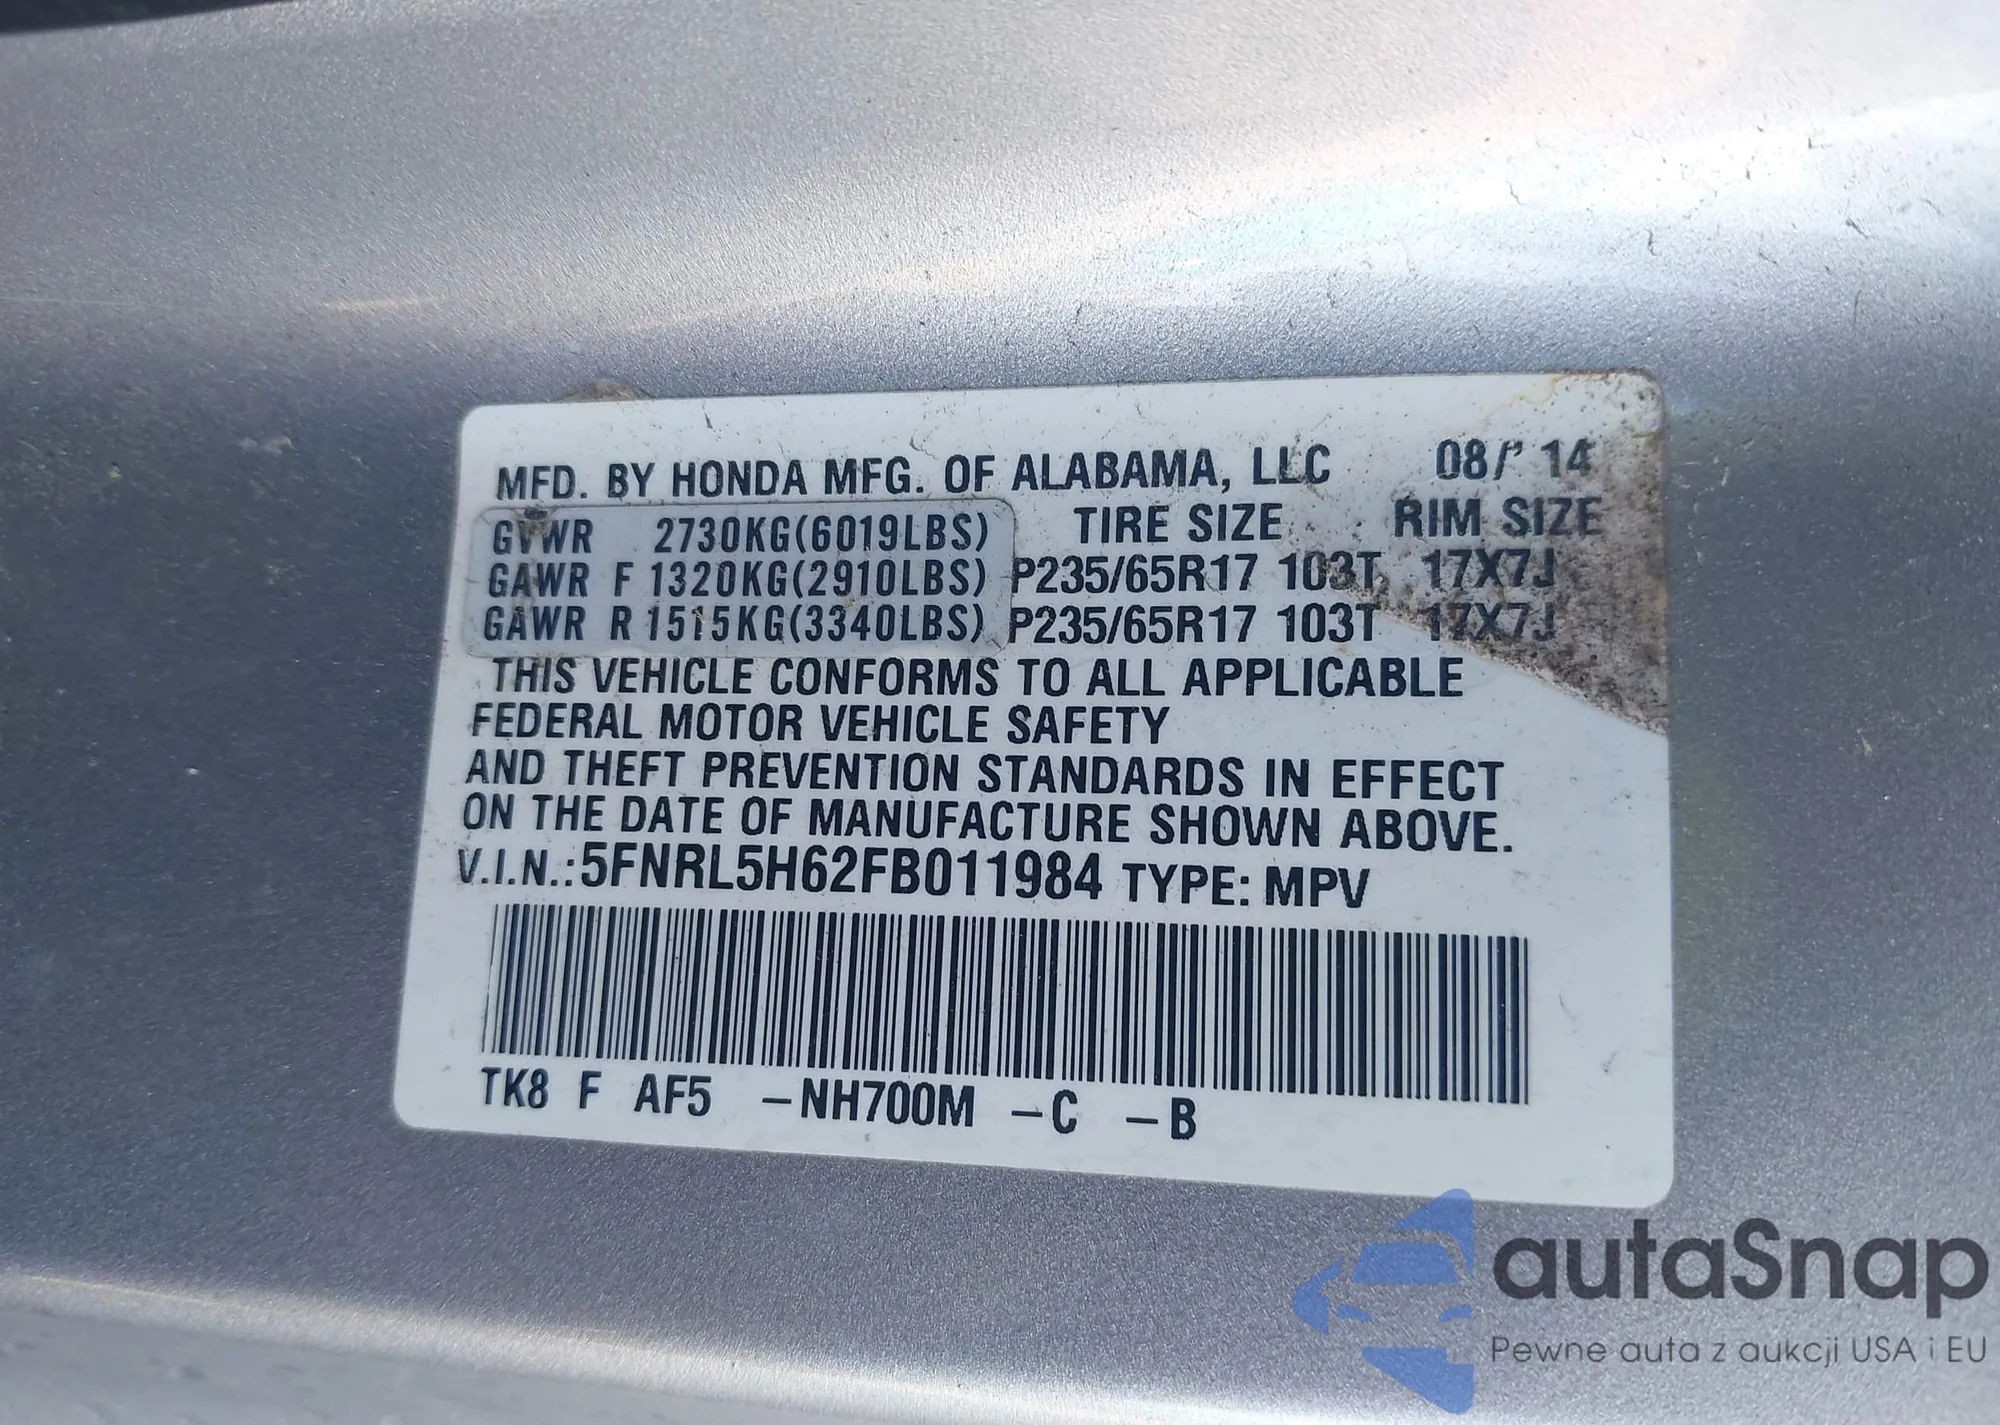 MFD. BY HONDA MFG. OF ALABAMA, LLC 08/' 14
GVWR 2730KG(6019LBS) TIRE SIZE RIM SIZE
GAWR F 1320KG(2910LBS) P235/65R17 103T 17X7J
GAWR R 1515KG(3340LBS) P235/65R17 103T 17X7J
THIS VEHICLE CONFORMS TO ALL APPLICABLE
FEDERAL MOTOR VEHICLE SAFETY
AND THEFT PREVENTION STANDARDS IN EFFECT
ON THE DATE OF MANUFACTURE SHOWN ABOVE.
V.I.N.:5FNRL5H62FB011984 TYPE: MPV
TK8 F AF5 –NH700M –C –B
autaSnap
Pewne auta z aukcji USA i EU